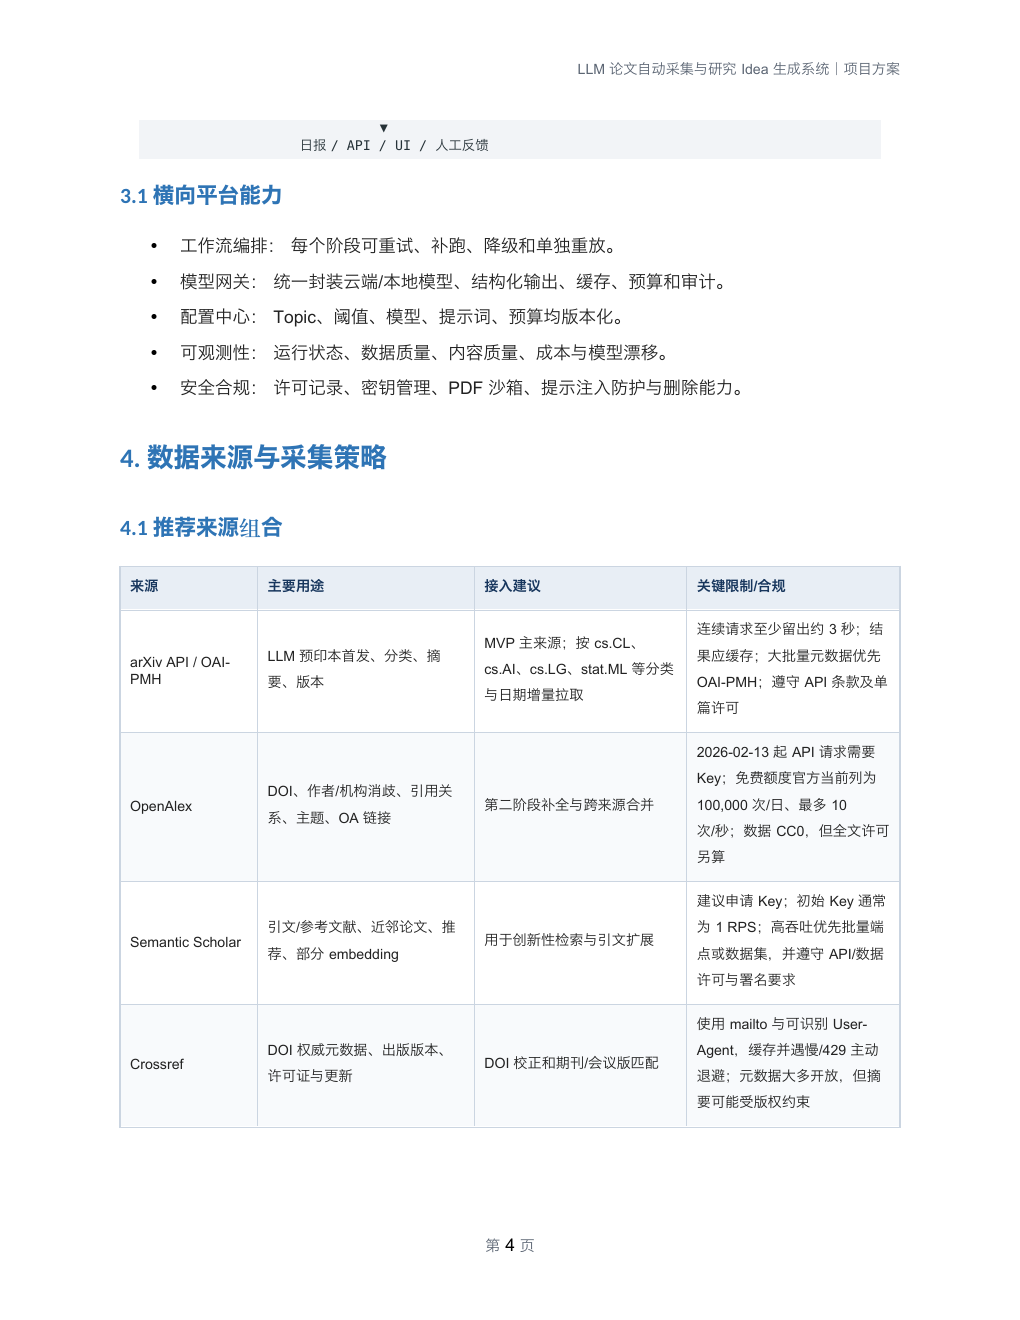 LLM 论文自动采集与研究 Idea 生成系统｜项目方案
▼
日报 / API / UI / 人工反馈
3.1 横向平台能力
• 工作流编排： 每个阶段可重试、补跑、降级和单独重放。
• 模型网关： 统一封装云端/本地模型、结构化输出、缓存、预算和审计。
• 配置中心： Topic、阈值、模型、提示词、预算均版本化。
• 可观测性： 运行状态、数据质量、内容质量、成本与模型漂移。
• 安全合规： 许可记录、密钥管理、PDF 沙箱、提示注入防护与删除能力。
4. 数据来源与采集策略
4.1 推荐来源组合
来源
主要用途
接入建议
关键限制/合规
arXiv API / OAI-
PMH
LLM 预印本首发、分类、摘
要、版本
MVP 主来源；按 cs.CL、
cs.AI、cs.LG、stat.ML 等分类
与日期增量拉取
连续请求至少留出约 3 秒；结
果应缓存；大批量元数据优先
OAI-PMH；遵守 API 条款及单
篇许可
OpenAlex
DOI、作者/机构消歧、引用关
系、主题、OA 链接
第二阶段补全与跨来源合并
2026-02-13 起 API 请求需要
Key；免费额度官方当前列为
100,000 次/日、最多 10
次/秒；数据 CC0，但全文许可
另算
Semantic Scholar
引文/参考文献、近邻论文、推
荐、部分 embedding
用于创新性检索与引文扩展
建议申请 Key；初始 Key 通常
为 1 RPS；高吞吐优先批量端
点或数据集，并遵守 API/数据
许可与署名要求
Crossref
DOI 权威元数据、出版版本、
许可证与更新
DOI 校正和期刊/会议版匹配
使用 mailto 与可识别 User-
Agent，缓存并遇慢/429 主动
退避；元数据大多开放，但摘
要可能受版权约束
第 4 页